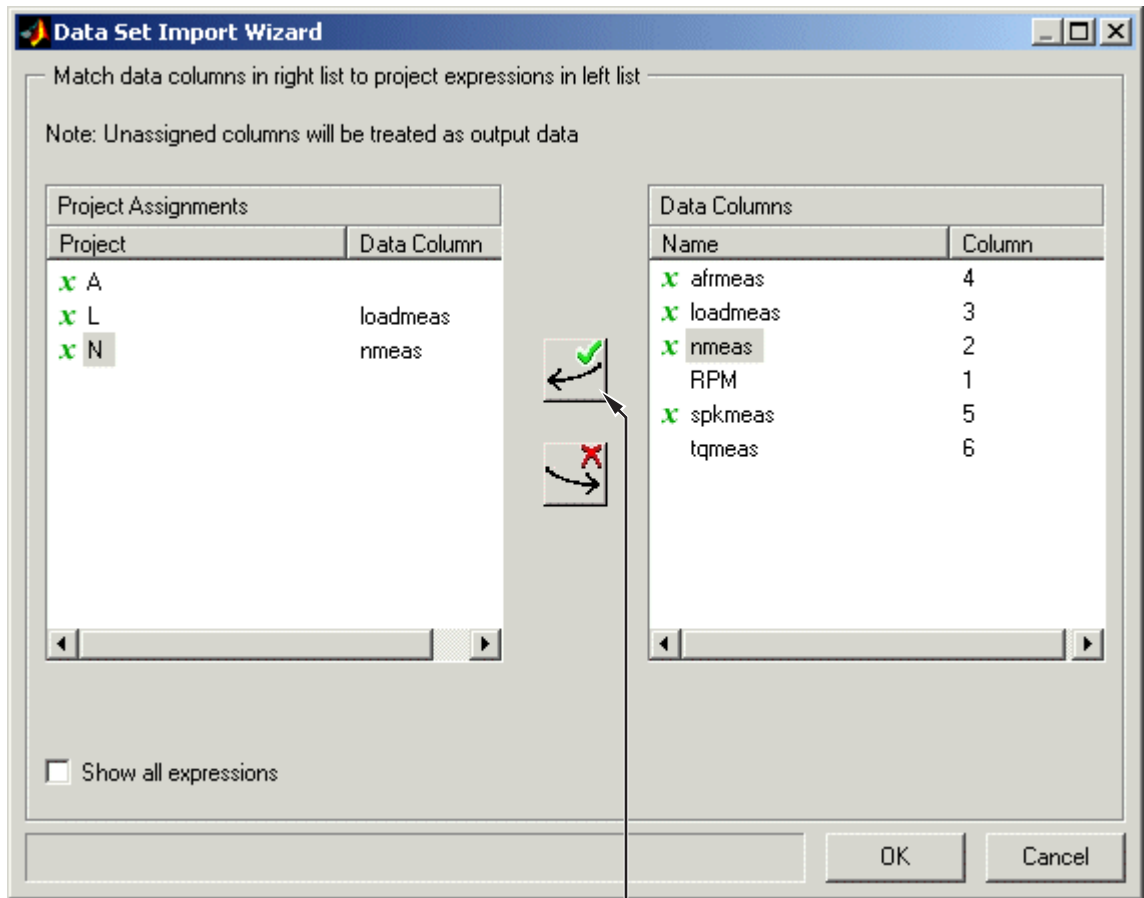 Data Set Import Wizard
Match data columns in right list to project expressions in left list
Note: Unassigned columns will be treated as output data
Project Assignments
Project Data Column
x A
x L loadmeas
x N nmeas
Data Columns
Name Column
x afrmeas 4
x loadmeas 3
x nmeas 2
RPM 1
x spkmeas 5
tqmeas 6
Show all expressions
OK Cancel